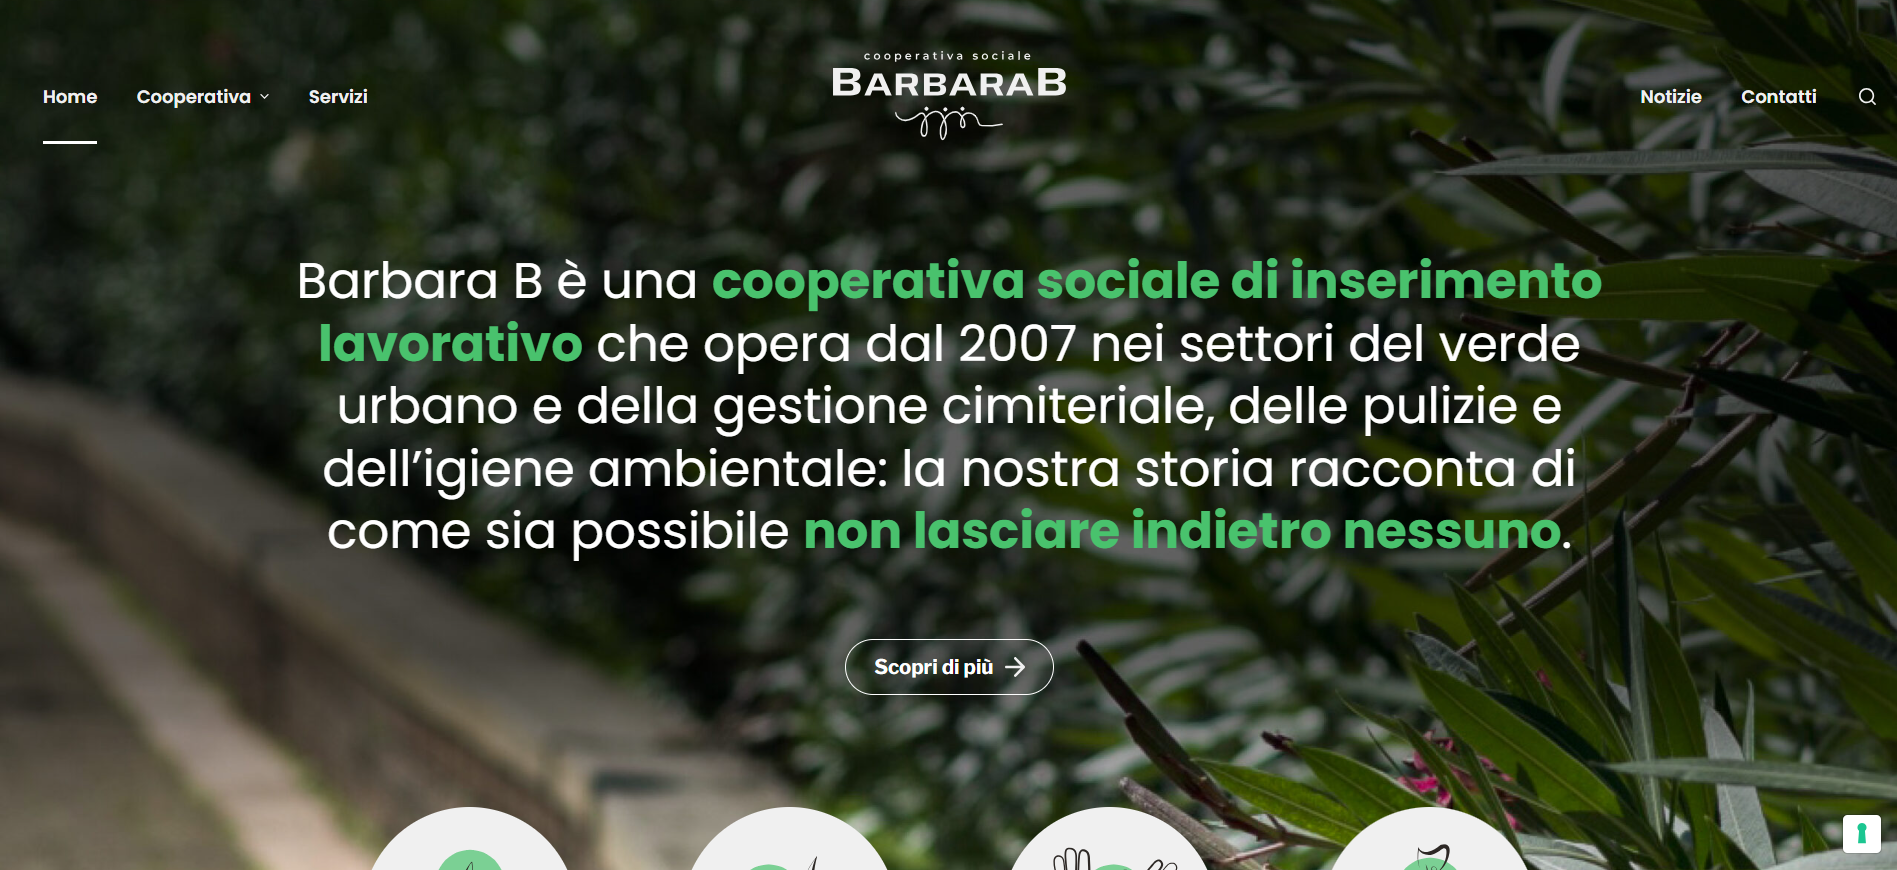 cooperativa sociale
BARBARAB
Home
Cooperativa
Servizi
Notizie
Contatti
Barbara B è una cooperativa sociale di inserimento
lavorativo che opera dal 2007 nei settori del verde
urbano e della gestione cimiteriale, delle pulizie e
dell’igiene ambientale: la nostra storia racconta di
come sia possibile non lasciare indietro nessuno.
Scopri di più